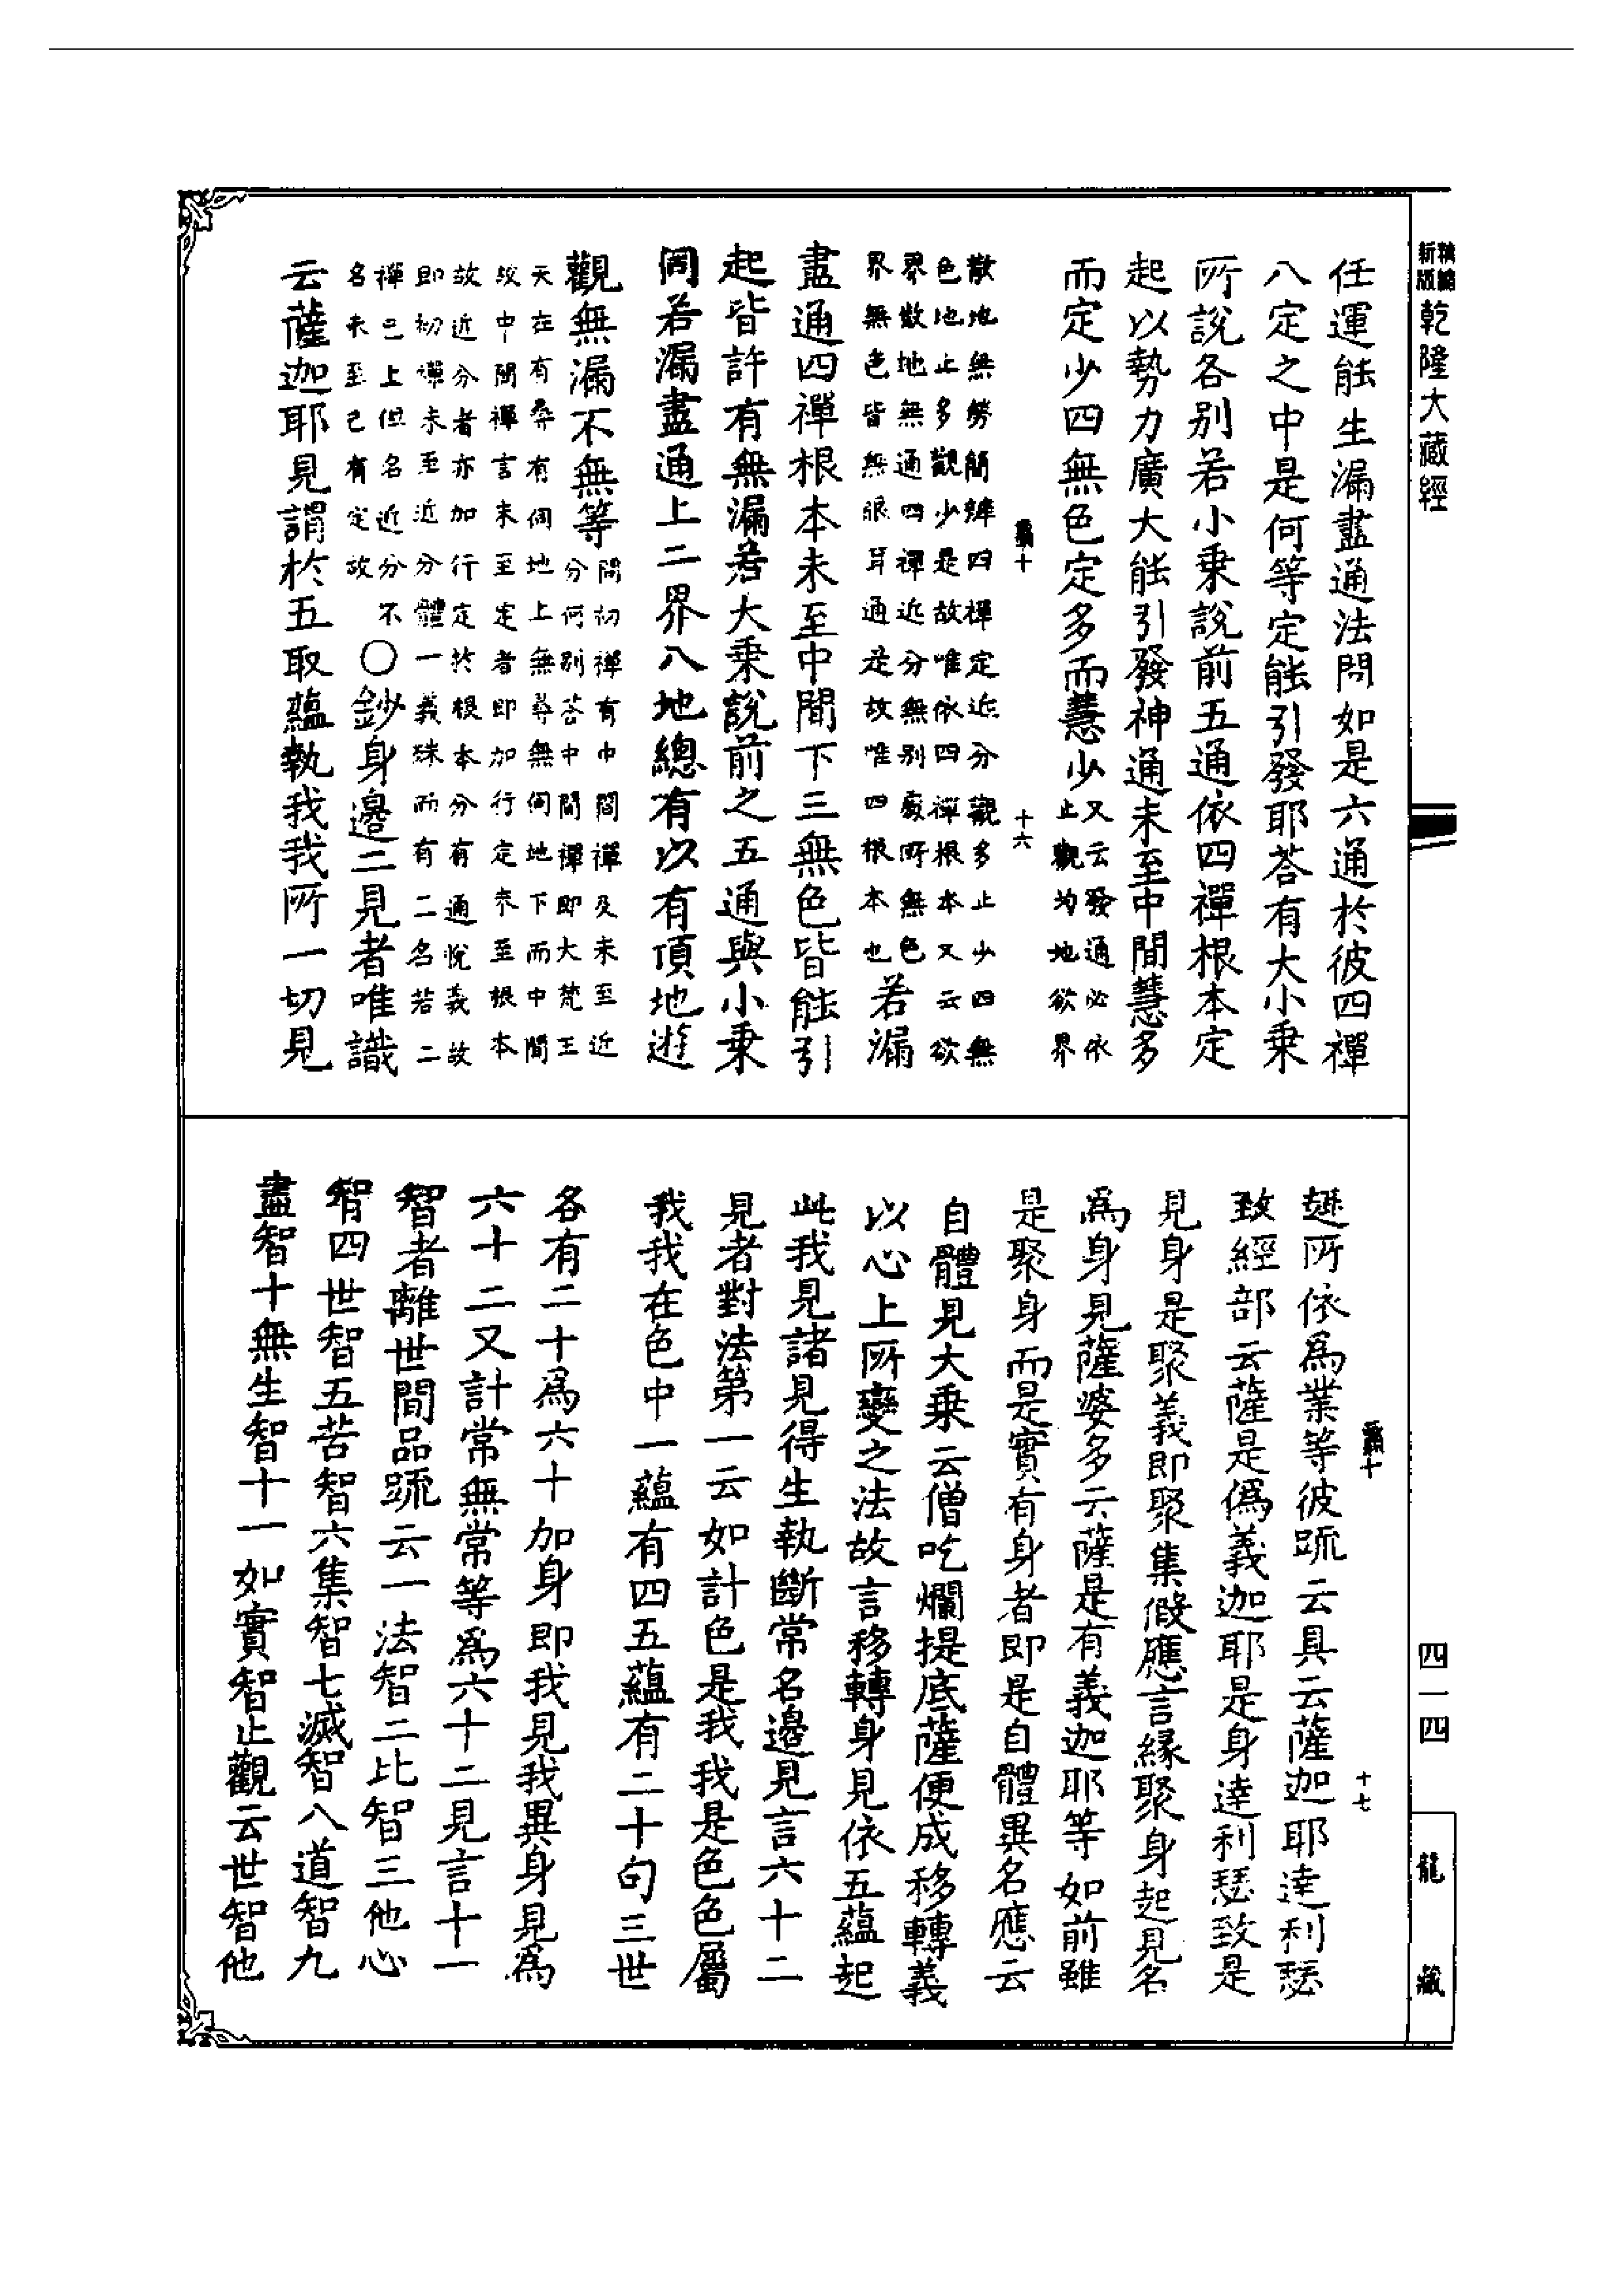 新版
精縮
乾隆大藏經
任運能生漏盡通法問如是六通於彼四禪
八定之中是何等定能引發耶荅有大小乗
所說各别若小乗說前五通依四禪根本定
起以勢力廣大能引發神通未至中間慧多
而定少四無色定多而慧少
又云發通必依
止觀均地欲界
十六
散地無勞簡辨四禪定近分觀多止少四無
色地止多觀少是故唯依四禪根本又云欲
界散地無通四禪近分無别處所無色
界無色皆無眼耳通是故唯四根本也
若漏
盡通四禪根本未至中間下三無色皆能引
起皆許有無漏若大乗說前之五通與小乗
同若漏盡通上二界八地總有以有頂地遊
觀無漏不無等
問初禪有中間禪及未至近
分何别荅中間禪即大梵王
天在有尋有伺地上無尋無伺地下而中間
故中間禪言未至定者即加行定未至根本
故近分者亦加行定於根本分有通悅義故
即初禪未至近分體一義殊而有二名若二
禪已上但名近分不
名未至已有定故
〇鈔身邊二見者唯識
云薩迦耶見謂於五取蘊執我我所一切見
趣所依為業等彼䟽云具云薩迦耶達利瑟
致經部云薩是偽義迦耶是身達利瑟致是
見身是聚義即聚集假應言緣聚身起見名
為身見薩婆多云薩是有義迦耶等如前雖
是聚身而是實有身者即是自體異名應云
自體見大乗云僧吃爛提底薩便成移轉義
以心上所變之法故言移轉身見依五蘊起
此我見諸見得生執斷常名邊見言六十二
見者對法第一云如計色是我我是色色屬
我我在色中一蘊有四五蘊有二十句三世
各有二十為六十加身即我見我異身見為
六十二又計常無常等為六十二見言十一
智者離世間品䟽云一法智二比智三他心
智四世智五苦智六集智七滅智八道智九
盡智十無生智十一如實智止觀云世智他
十七
四一四
龍藏